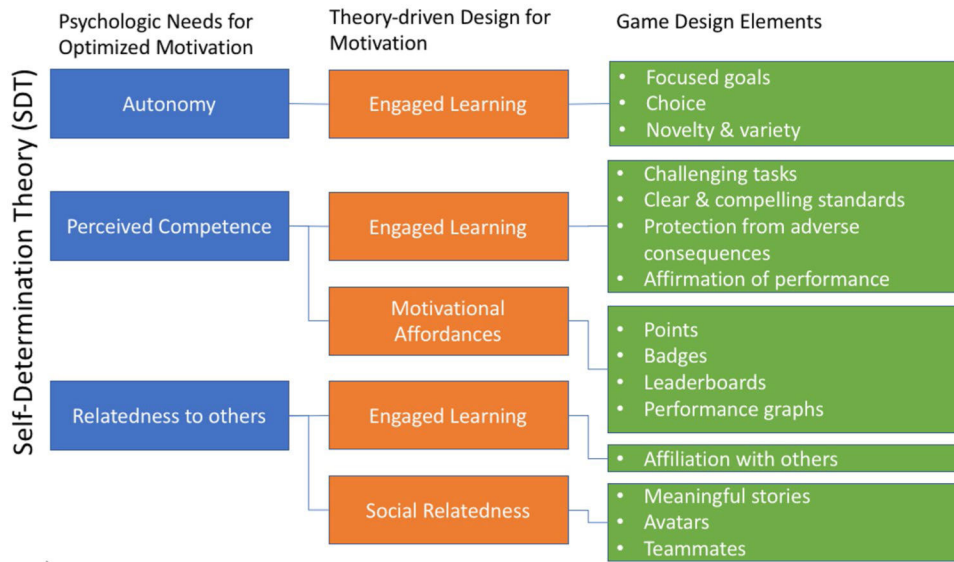 Psychologic Needs for
Optimized Motivation
Theory-driven Design for
Motivation
Game Design Elements
Self-Determination Theory (SDT)
Autonomy
Engaged Learning
• Focused goals
• Choice
• Novelty & variety
Perceived Competence
Engaged Learning
• Challenging tasks
• Clear & compelling standards
• Protection from adverse
consequences
• Affirmation of performance
Motivational
Affordances
• Points
• Badges
• Leaderboards
• Performance graphs
Relatedness to others
Engaged Learning
• Affiliation with others
Social Relatedness
• Meaningful stories
• Avatars
• Teammates